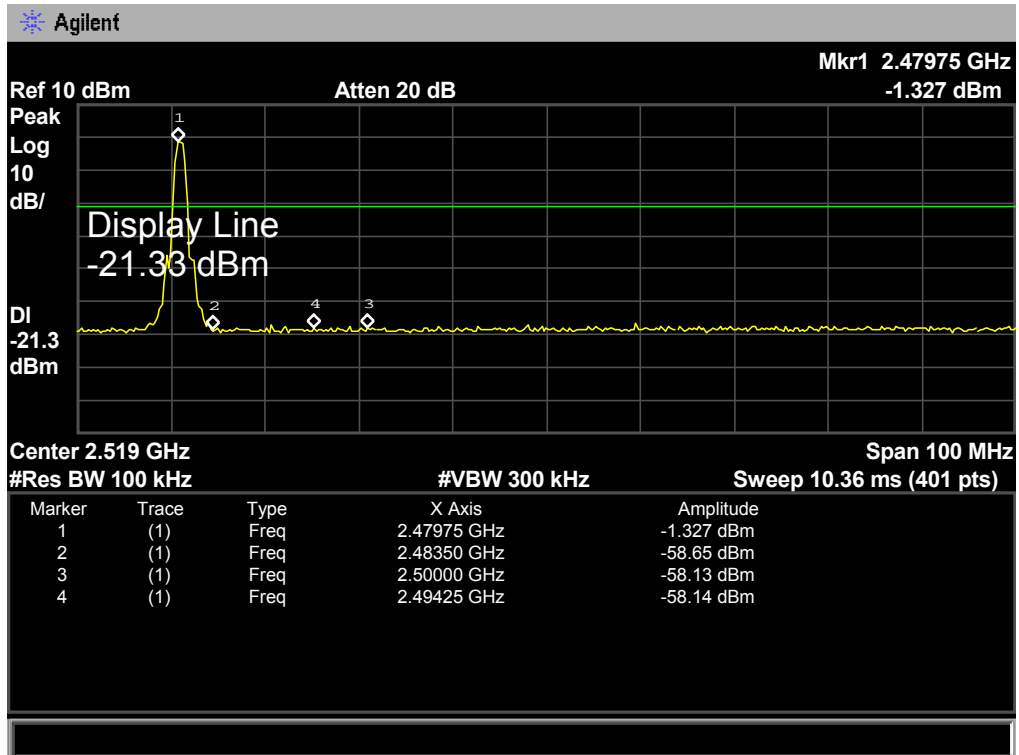 Agilent
Mkr1 2.47975 GHz
Ref 10 dBm Atten 20 dB -1.327 dBm
Peak
Log
10
dB/
1
Display Line
-21.33 dBm
2 4 3
DI
-21.3
dBm
Center 2.519 GHz Span 100 MHz
#Res BW 100 kHz #VBW 300 kHz Sweep 10.36 ms (401 pts)
Marker Trace Type X Axis Amplitude
1 (1) Freq 2.47975 GHz -1.327 dBm
2 (1) Freq 2.48350 GHz -58.65 dBm
3 (1) Freq 2.50000 GHz -58.13 dBm
4 (1) Freq 2.49425 GHz -58.14 dBm